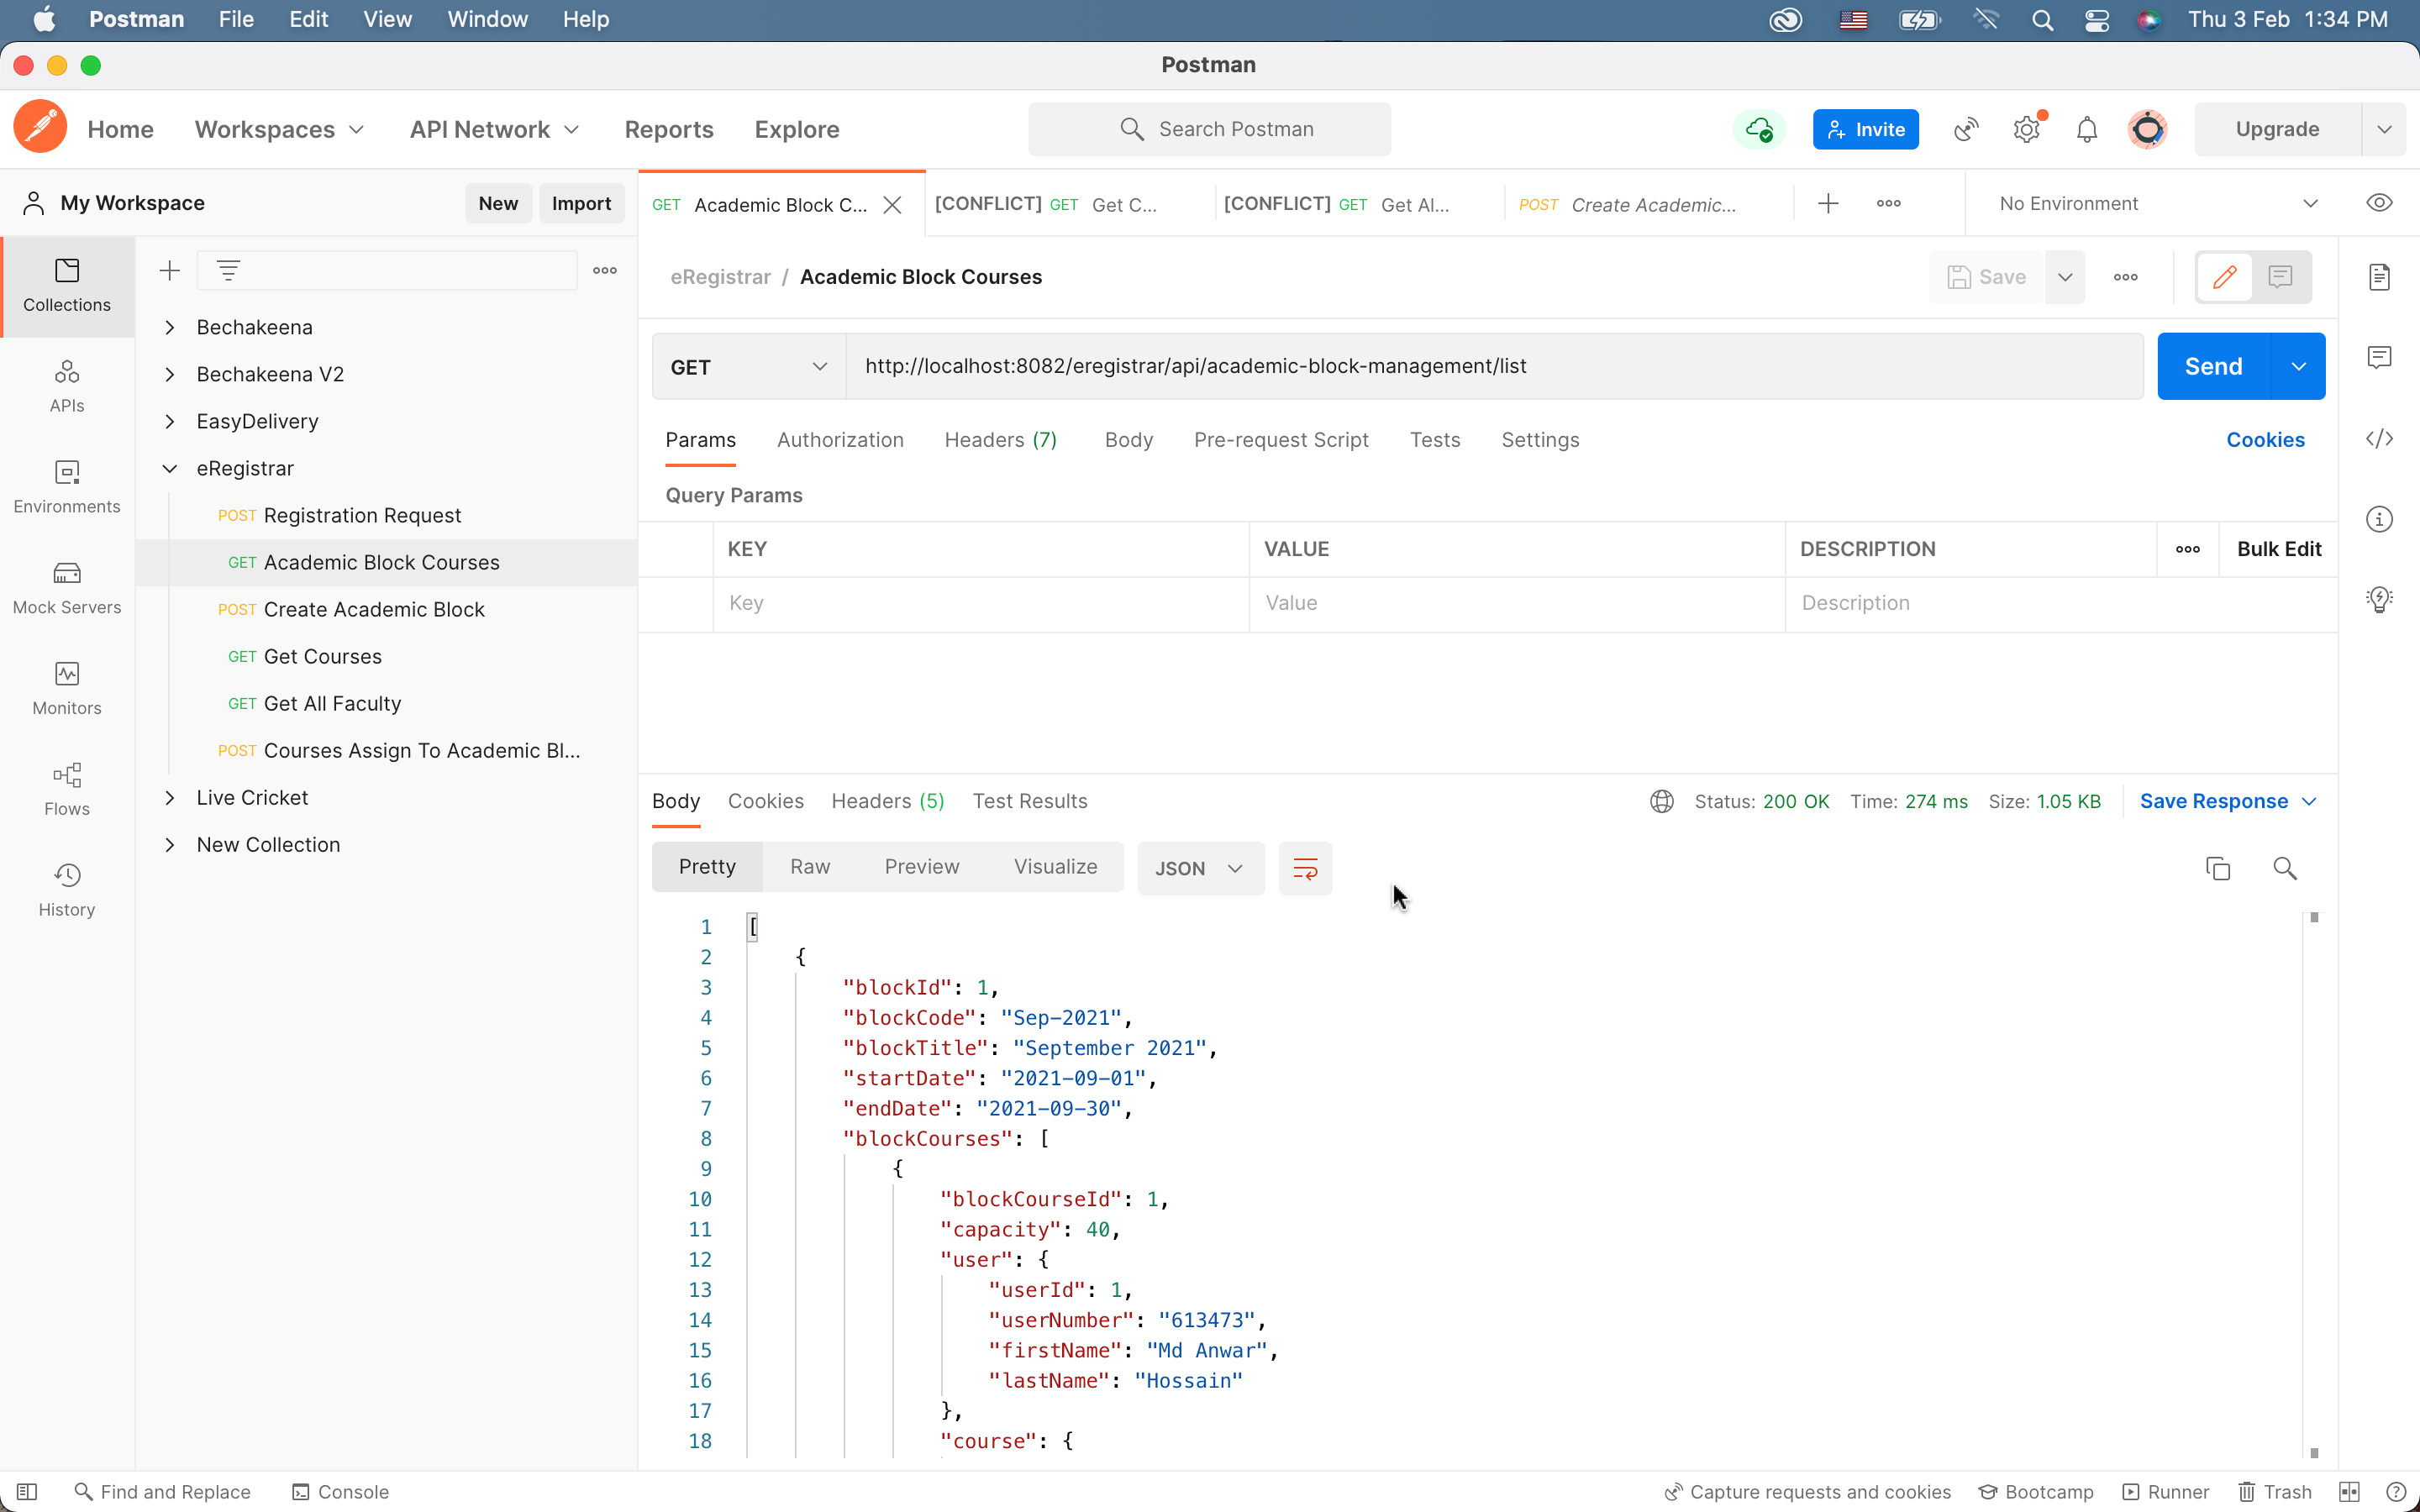 Postman File Edit View Window Help Thu 3 Feb 1:34 PM
Postman
Home Workspaces API Network Reports Explore Search Postman Invite Upgrade
My Workspace New Import GET Academic Block C... [CONFLICT] GET Get C... [CONFLICT] GET Get Al... POST Create Academic... No Environment
Collections
APIs
Environments
Mock Servers
Monitors
Flows
History
Bechakeena
Bechakeena V2
EasyDelivery
eRegistrar
POST Registration Request
GET Academic Block Courses
POST Create Academic Block
GET Get Courses
GET Get All Faculty
POST Courses Assign To Academic Bl...
Live Cricket
New Collection
eRegistrar / Academic Block Courses Save
GET http://localhost:8082/eregistrar/api/academic-block-management/list Send
Params Authorization Headers (7) Body Pre-request Script Tests Settings Cookies
Query Params
KEY VALUE DESCRIPTION Bulk Edit
Key Value Description
Body Cookies Headers (5) Test Results Status: 200 OK Time: 274 ms Size: 1.05 KB Save Response
Pretty Raw Preview Visualize JSON
1 [
2 {
3 "blockId": 1,
4 "blockCode": "Sep-2021",
5 "blockTitle": "September 2021",
6 "startDate": "2021-09-01",
7 "endDate": "2021-09-30",
8 "blockCourses": [
9 {
10 "blockCourseId": 1,
11 "capacity": 40,
12 "user": {
13 "userId": 1,
14 "userNumber": "613473",
15 "firstName": "Md Anwar",
16 "lastName": "Hossain"
17 },
18 "course": {
Find and Replace Console Capture requests and cookies Bootcamp Runner Trash